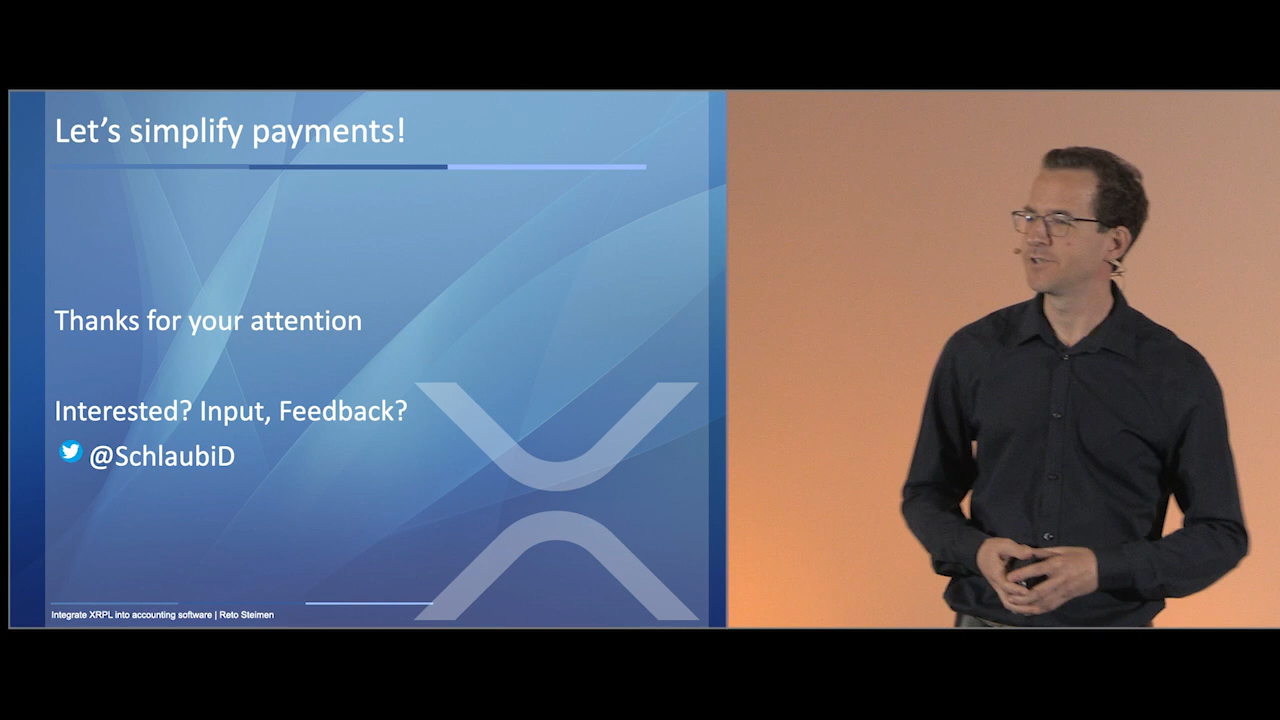 Let’s simplify payments!
Thanks for your attention
Interested? Input, Feedback?
@SchlaubiD
Integrate XRPL into accounting software | Reto Steimen